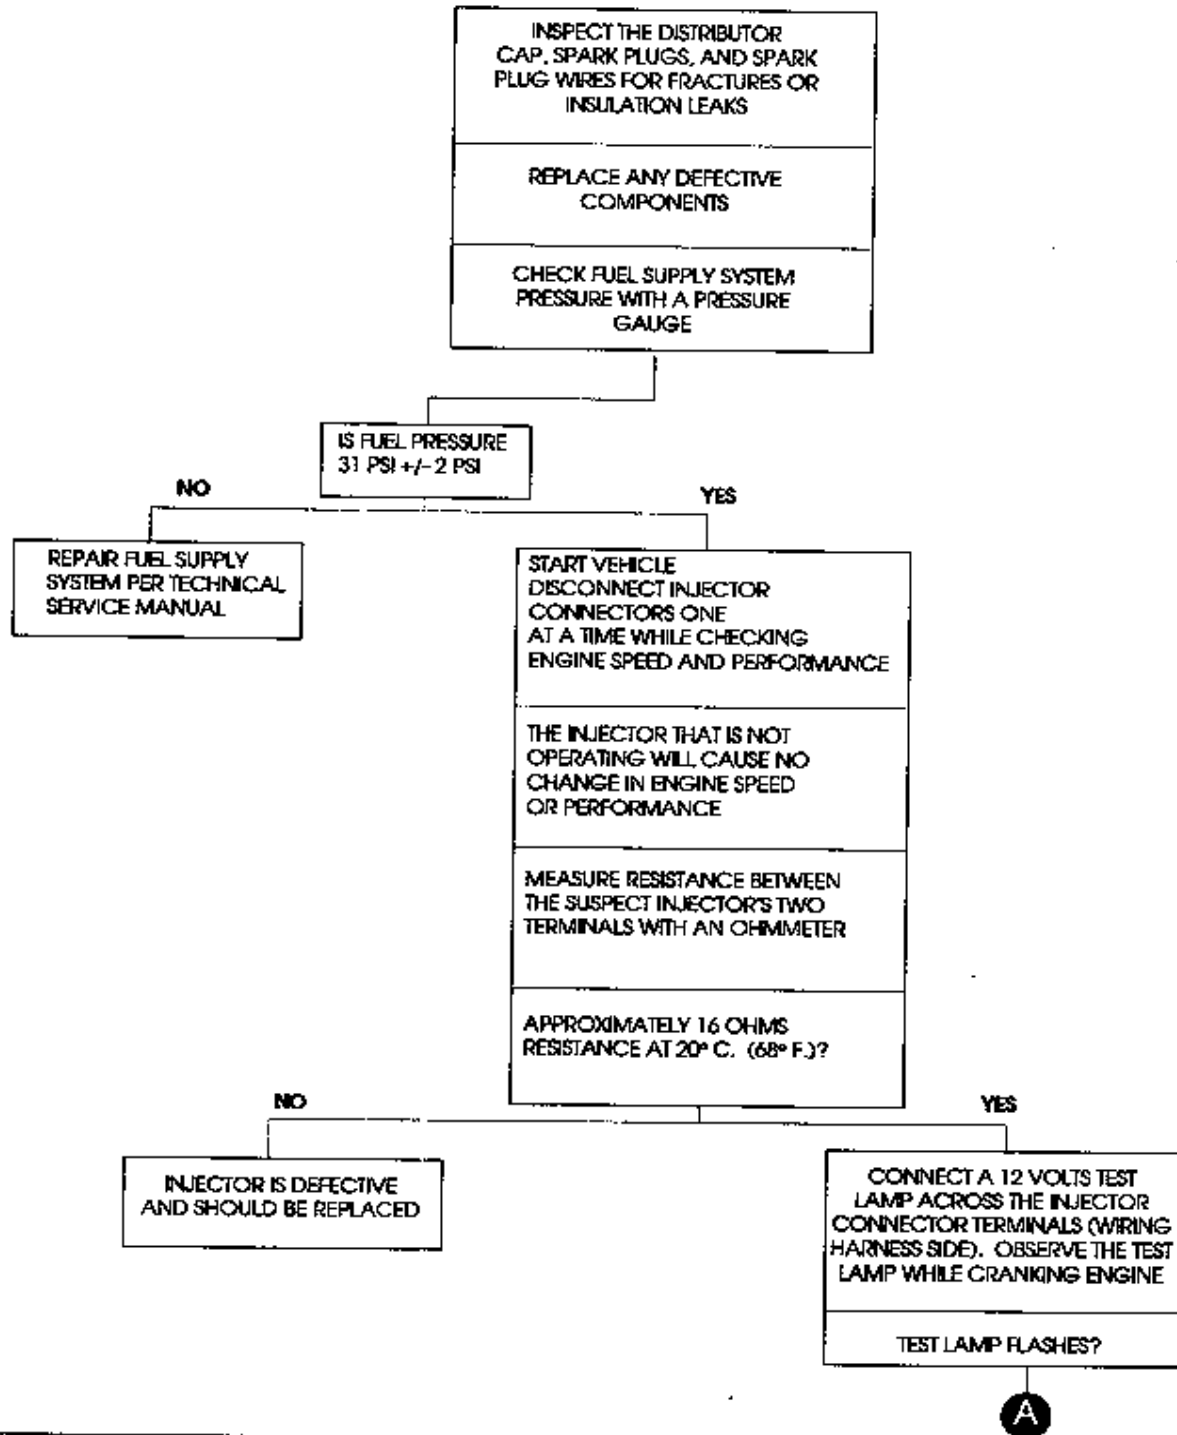 INSPECT THE DISTRIBUTOR
CAP, SPARK PLUGS, AND SPARK
PLUG WIRES FOR FRACTURES OR
INSULATION LEAKS
REPLACE ANY DEFECTIVE
COMPONENTS
CHECK FUEL SUPPLY SYSTEM
PRESSURE WITH A PRESSURE
GAUGE
IS FUEL PRESSURE
31 PSI +/- 2 PSI
NO
YES
REPAIR FUEL SUPPLY
SYSTEM PER TECHNICAL
SERVICE MANUAL
START VEHICLE
DISCONNECT INJECTOR
CONNECTORS ONE
AT A TIME WHILE CHECKING
ENGINE SPEED AND PERFORMANCE
THE INJECTOR THAT IS NOT
OPERATING WILL CAUSE NO
CHANGE IN ENGINE SPEED
OR PERFORMANCE
MEASURE RESISTANCE BETWEEN
THE SUSPECT INJECTOR'S TWO
TERMINALS WITH AN OHMMETER
APPROXIMATELY 16 OHMS
RESISTANCE AT 20° C. (68° F.)?
NO
YES
INJECTOR IS DEFECTIVE
AND SHOULD BE REPLACED
CONNECT A 12 VOLTS TEST
LAMP ACROSS THE INJECTOR
CONNECTOR TERMINALS (WIRING
HARNESS SIDE). OBSERVE THE TEST
LAMP WHILE CRANKING ENGINE
TEST LAMP FLASHES?
A